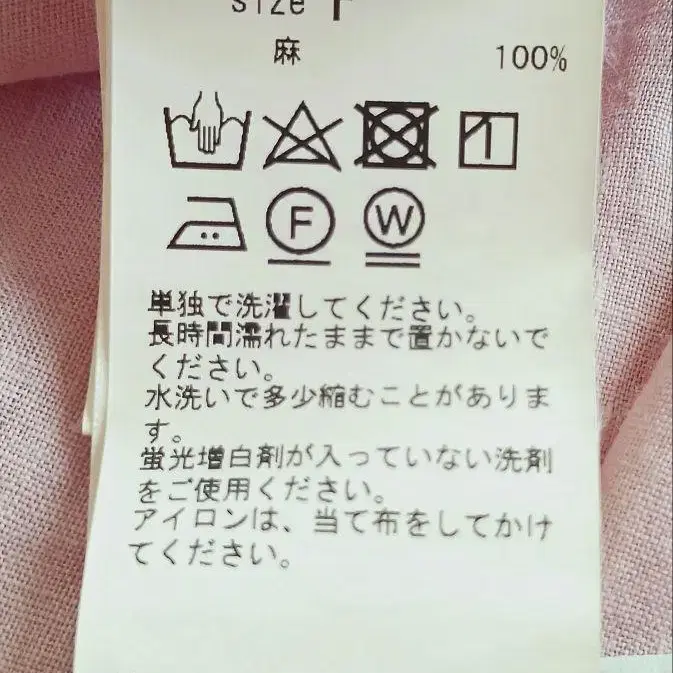 size F
麻 100%
F W
単独で洗濯してください。
長時間濡れたままで置かないで
ください。
水洗いで多少縮むことがありま
す。
蛍光増白剤が入っていない洗剤
をご使用ください。
アイロンは、当て布をしてかけ
てください。